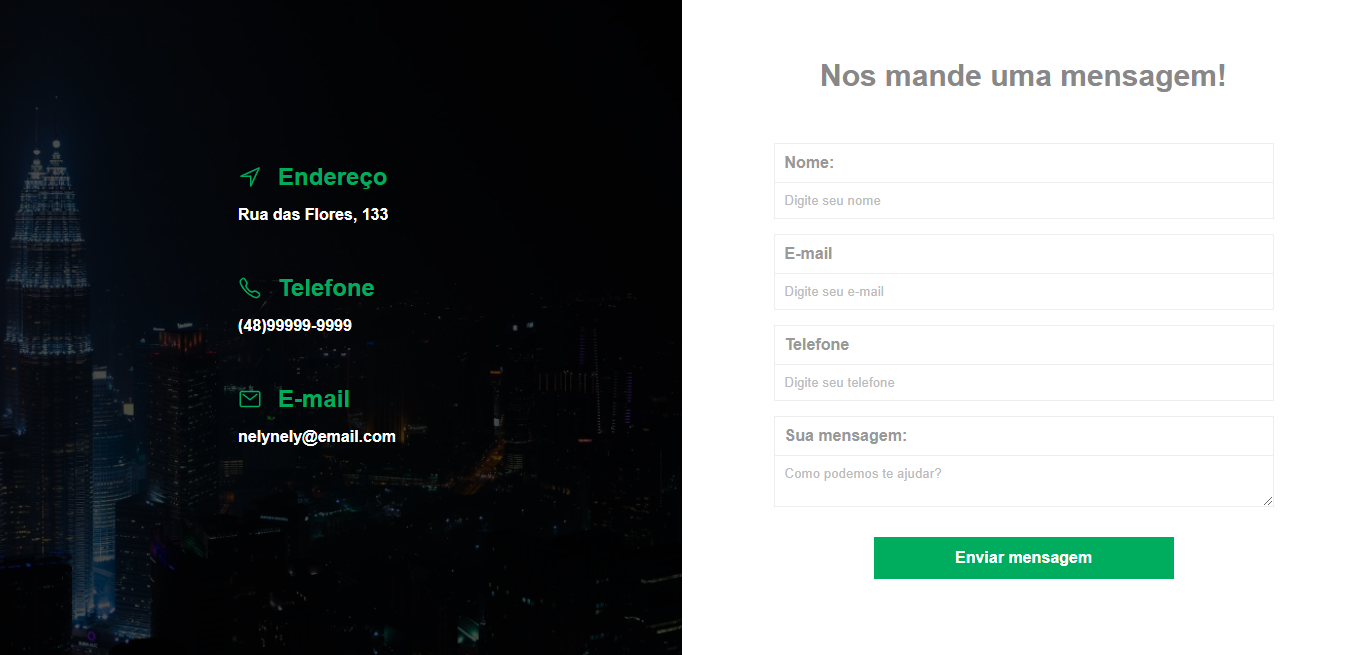 Endereço
Rua das Flores, 133
Telefone
(48)99999-9999
E-mail
nelynely@email.com
Nos mande uma mensagem!
Nome:
Digite seu nome
E-mail
Digite seu e-mail
Telefone
Digite seu telefone
Sua mensagem:
Como podemos te ajudar?
Enviar mensagem